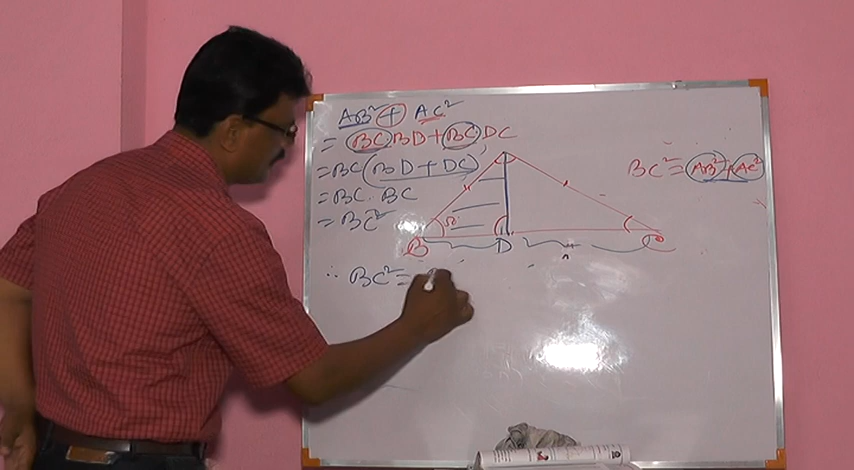 AB² + AC²
= BC.BD + BC.DC
= BC (BD + DC)
= BC. BC
= BC²
∴ BC² =
BC² = AB² + AC²
B D C